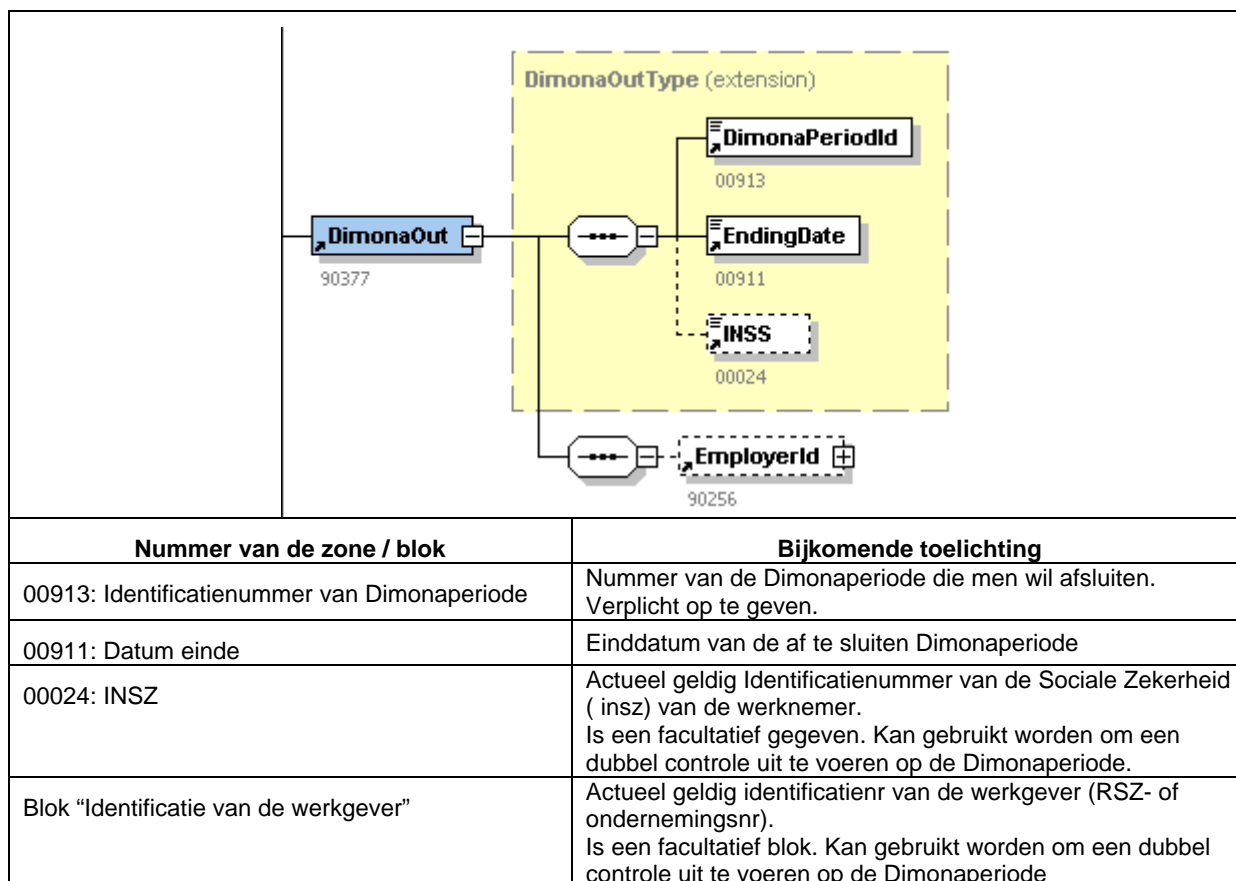 DimonaOutType (extension)
DimonaPeriodId
00913
DimonaOut
90377
EndingDate
00911
INSS
00024
EmployerId
90256
Nummer van de zone / blok
Bijkomende toelichting
00913: Identificatienummer van Dimonaperiode
Nummer van de Dimonaperiode die men wil afsluiten.
Verplicht op te geven.
00911: Datum einde
Einddatum van de af te sluiten Dimonaperiode
00024: INSZ
Actueel geldig Identificatienummer van de Sociale Zekerheid
( insz) van de werknemer.
Is een facultatief gegeven. Kan gebruikt worden om een
dubbel controle uit te voeren op de Dimonaperiode.
Blok “Identificatie van de werkgever”
Actueel geldig identificatienr van de werkgever (RSZ- of
ondernemingsnr).
Is een facultatief blok. Kan gebruikt worden om een dubbel
controle uit te voeren op de Dimonaperiode